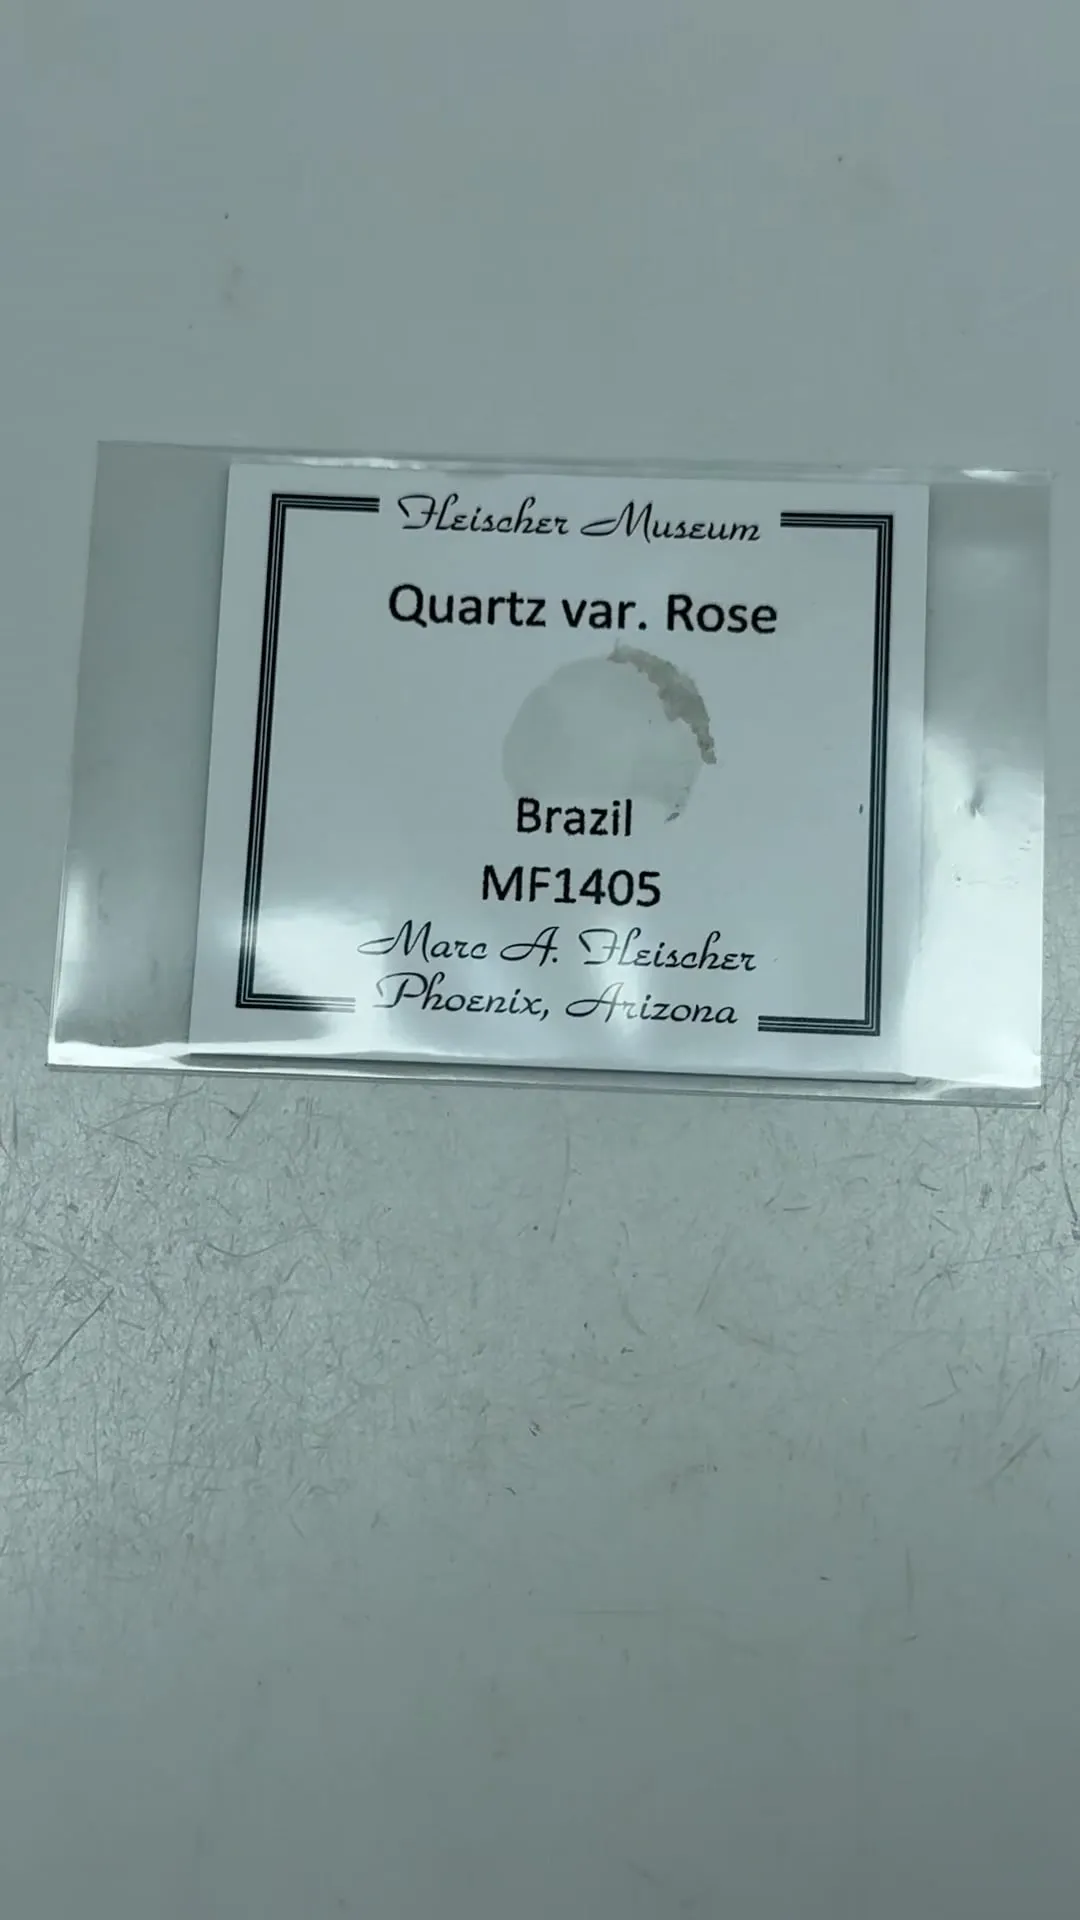 Fleischer Museum
Quartz var. Rose
Brazil
MF1405
Marc A. Fleischer
Phoenix, Arizona